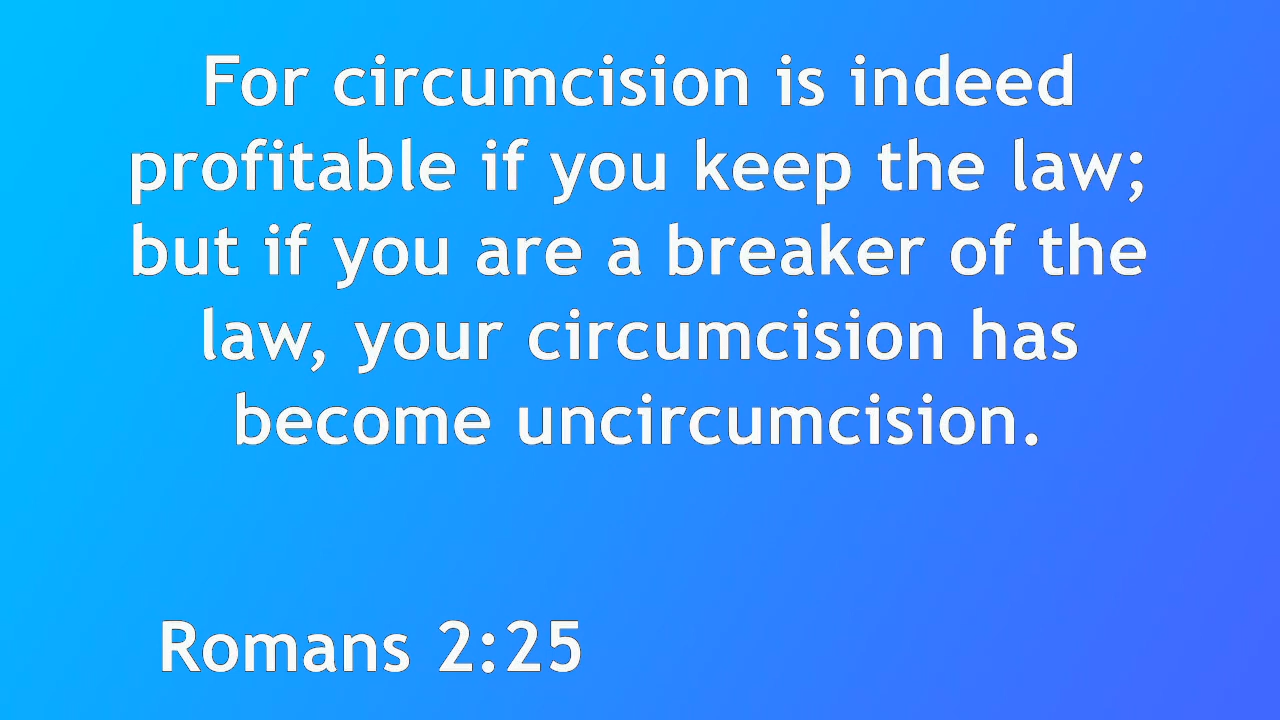 For circumcision is indeed
profitable if you keep the law;
but if you are a breaker of the
law, your circumcision has
become uncircumcision.
Romans 2:25